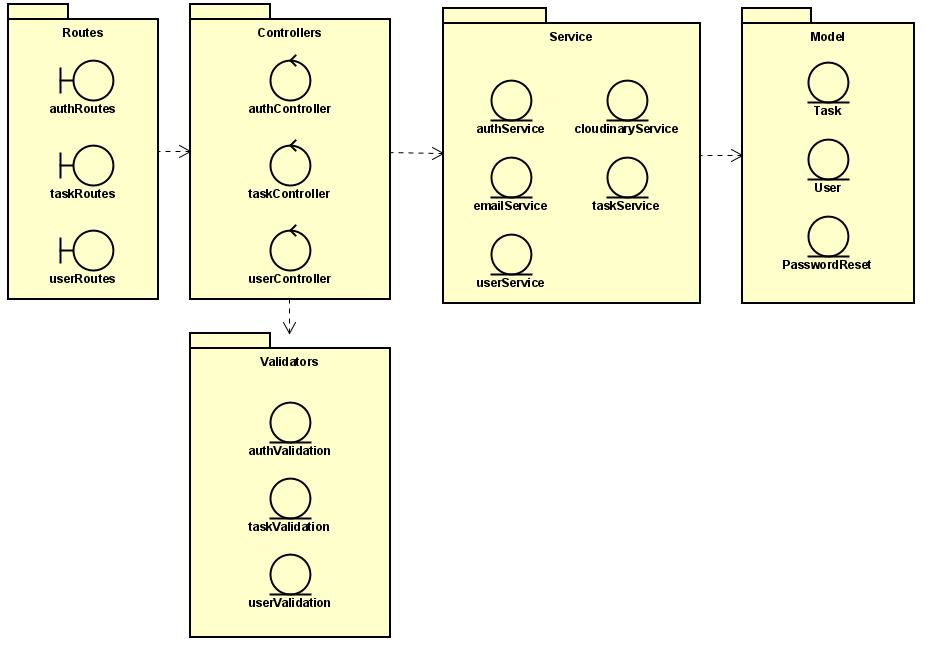 Routes
authRoutes
taskRoutes
userRoutes
Controllers
authController
taskController
userController
Service
authService
cloudinaryService
emailService
taskService
userService
Model
Task
User
PasswordReset
Validators
authValidation
taskValidation
userValidation